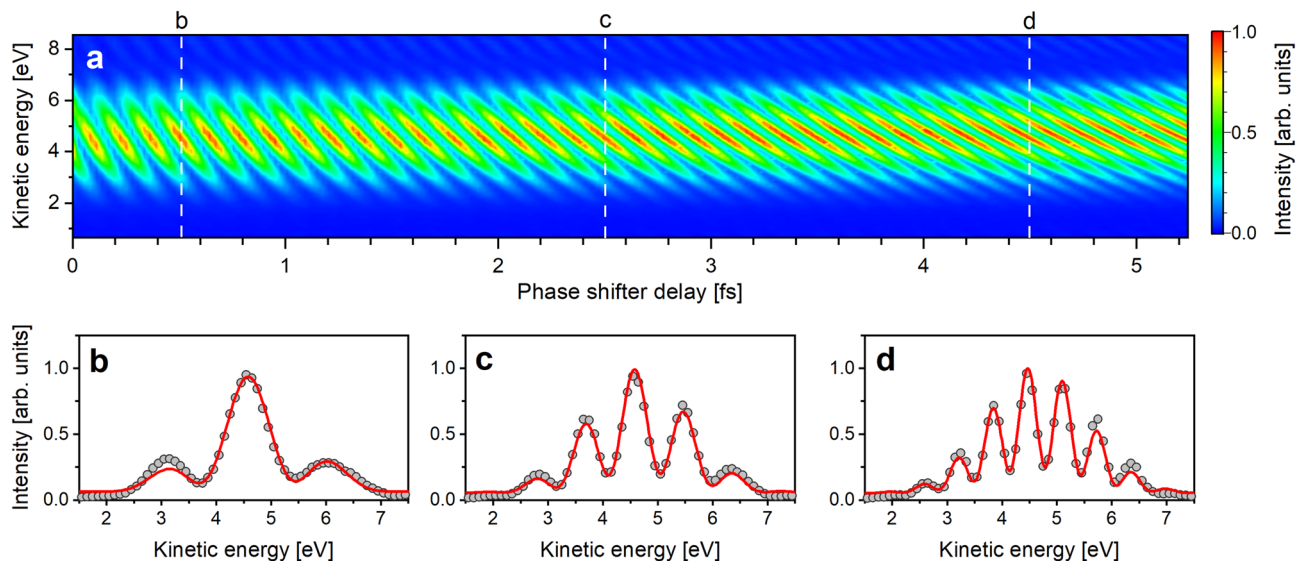 b c d
a
Kinetic energy [eV]
8
6
4
2
0 1 2 3 4 5
Phase shifter delay [fs]
1.0
0.5
0.0
Intensity [arb. units]
b
Intensity [arb. units]
1.0
0.5
0.0
2 3 4 5 6 7
Kinetic energy [eV]
c
1.0
0.5
0.0
2 3 4 5 6 7
Kinetic energy [eV]
d
1.0
0.5
0.0
2 3 4 5 6 7
Kinetic energy [eV]